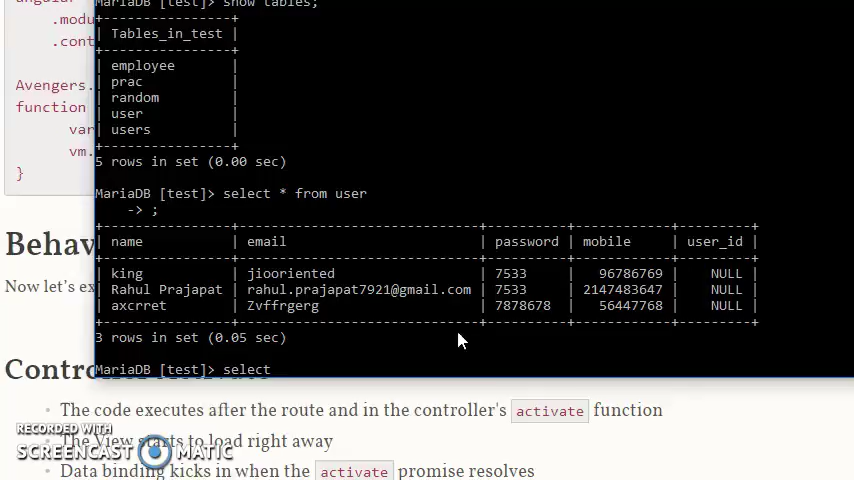 angular
.modu
.cont
Avengers.
function
var
vm.
}
MariaDB [test]> show tables;
+----------------+
| Tables_in_test |
+----------------+
| employee       |
| prac           |
| random         |
| user           |
| users          |
+----------------+
5 rows in set (0.00 sec)
MariaDB [test]> select * from user
-> ;
+----------------+------------------------------+----------+------------+---------+
| name           | email                        | password | mobile     | user_id |
+----------------+------------------------------+----------+------------+---------+
| king           | jiooriented                  | 7533     |   96786769 |    NULL |
| Rahul Prajapat | rahul.prajapat7921@gmail.com | 7533     | 2147483647 |    NULL |
| axcrret        | Zvffrgerg                    | 7878678  |   56447768 |    NULL |
+----------------+------------------------------+----------+------------+---------+
3 rows in set (0.05 sec)
MariaDB [test]> select
Behav
Now let's ex
Contr
• The code executes after the route and in the controller's activate function
• The View starts to load right away
• Data binding kicks in when the activate promise resolves
RECORDED WITH
SCREENCAST MATIC